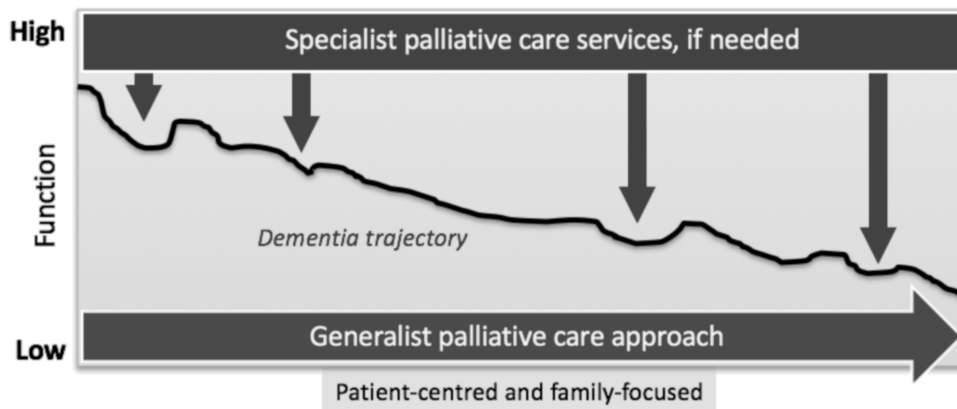 High
Specialist palliative care services, if needed
Function
Dementia trajectory
Generalist palliative care approach
Low
Patient-centred and family-focused